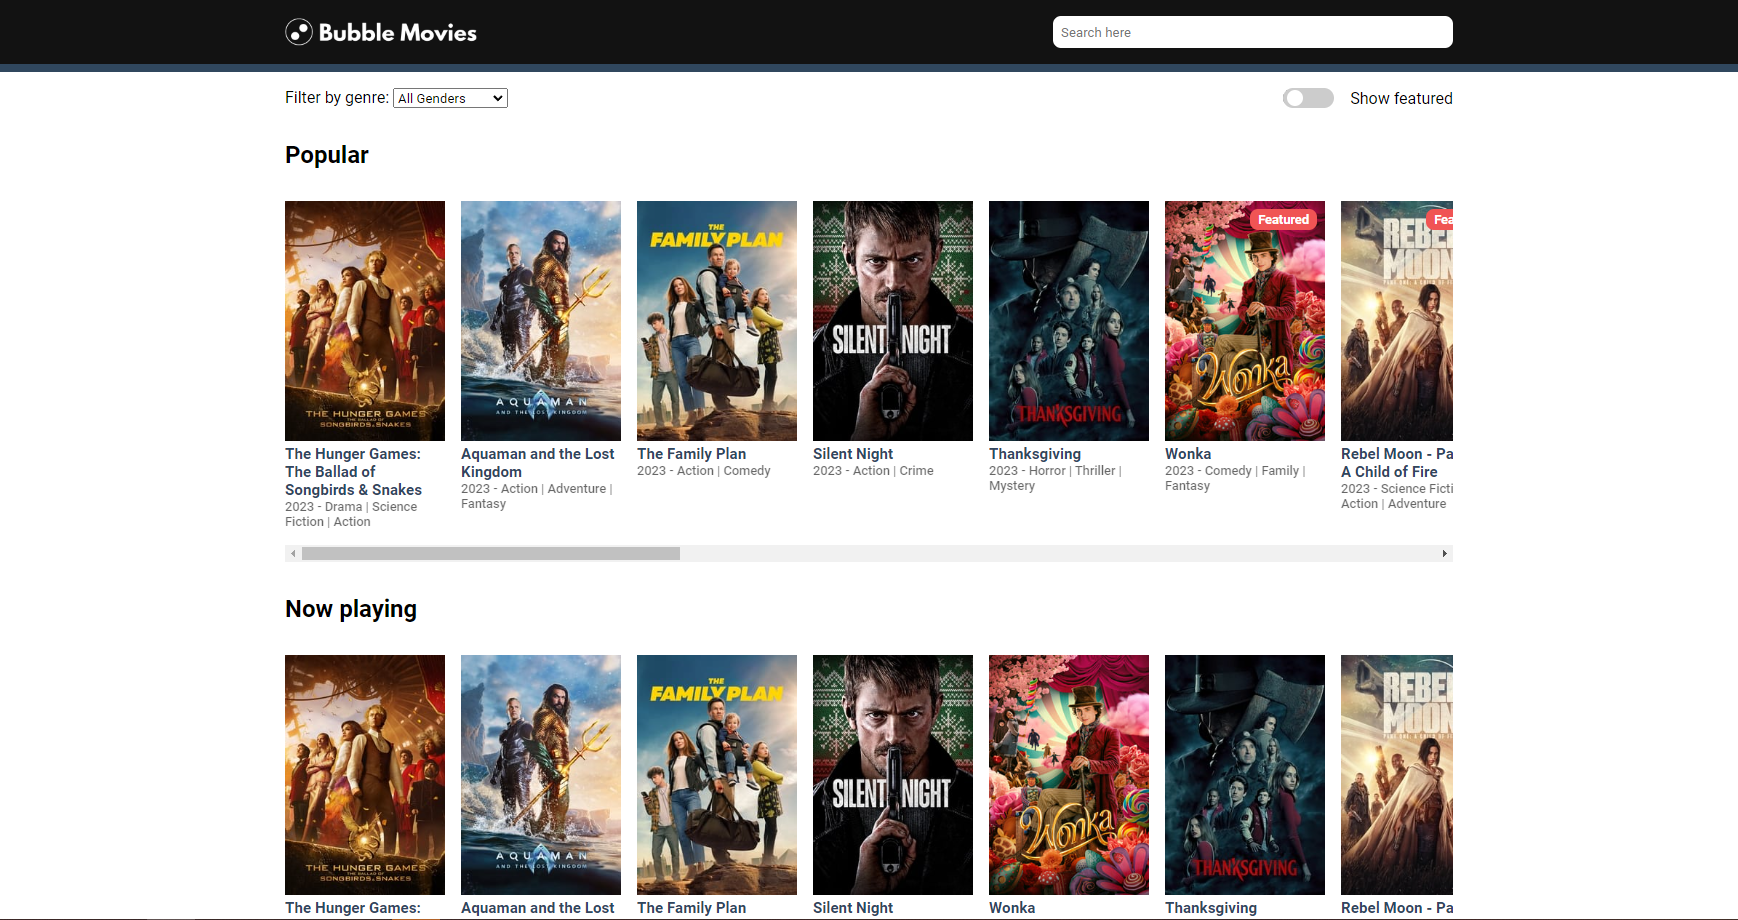 Bubble Movies
Search here
Filter by genre: All Genders
Show featured
Popular
THE
FAMILY PLAN
SILENT NIGHT
Featured
Fea
REBEL
MOON
THE HUNGER GAMES
THE BALLAD OF
SONGBIRDS & SNAKES
AQUAMAN
AND THE LOST KINGDOM
THANKSGIVING
Wonka
The Hunger Games:
The Ballad of
Songbirds & Snakes
2023 - Drama | Science
Fiction | Action
Aquaman and the Lost
Kingdom
2023 - Action | Adventure |
Fantasy
The Family Plan
2023 - Action | Comedy
Silent Night
2023 - Action | Crime
Thanksgiving
2023 - Horror | Thriller |
Mystery
Wonka
2023 - Comedy | Family |
Fantasy
Rebel Moon - Pa
A Child of Fire
2023 - Science Ficti
Action | Adventure
Now playing
THE HUNGER GAMES
THE BALLAD OF
SONGBIRDS & SNAKES
AQUAMAN
AND THE LOST KINGDOM
THE
FAMILY PLAN
SILENT NIGHT
Wonka
THANKSGIVING
REBEL
MOON
The Hunger Games:
Aquaman and the Lost
The Family Plan
Silent Night
Wonka
Thanksgiving
Rebel Moon - Pa